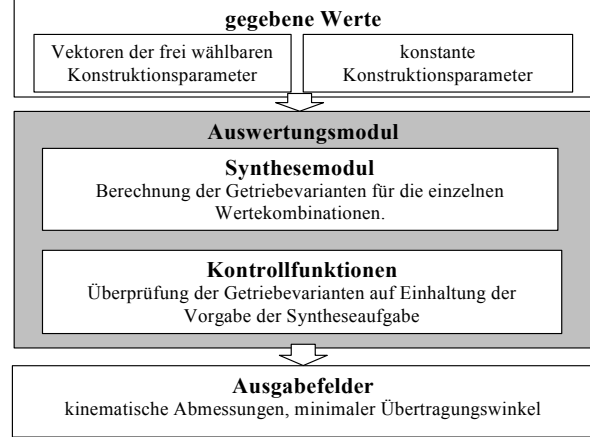 gegebene Werte
Vektoren der frei wählbaren
Konstruktionsparameter
konstante
Konstruktionsparameter
Auswertungsmodul
Synthesemodul
Berechnung der Getriebevarianten für die einzelnen
Wertekombinationen.
Kontrollfunktionen
Überprüfung der Getriebevarianten auf Einhaltung der
Vorgabe der Syntheseaufgabe
Ausgabefelder
kinematische Abmessungen, minimaler Übertragungswinkel